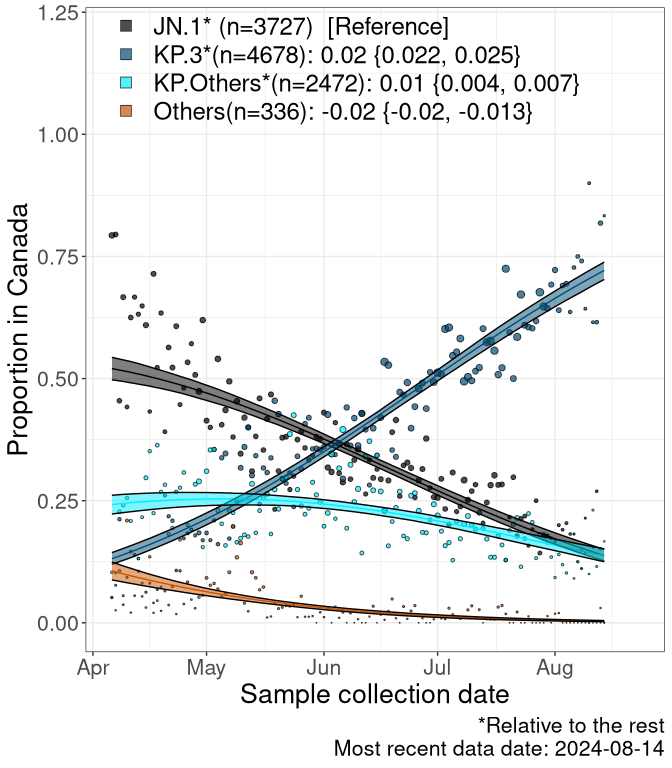 JN.1* (n=3727)  [Reference]
KP.3*(n=4678): 0.02 {0.022, 0.025}
KP.Others*(n=2472): 0.01 {0.004, 0.007}
Others(n=336): -0.02 {-0.02, -0.013}
Proportion in Canada
1.25
1.00
0.75
0.50
0.25
0.00
Apr May Jun Jul Aug
Sample collection date
*Relative to the rest
Most recent data date: 2024-08-14